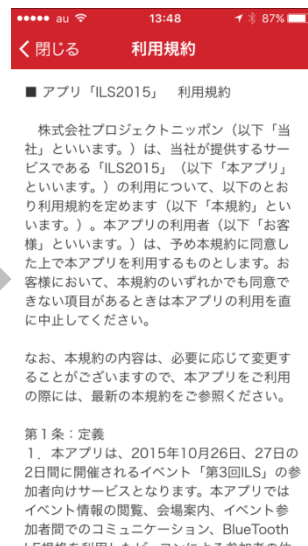 au 13:48 87%
閉じる 利用規約
■ アプリ「ILS2015」 利用規約
株式会社プロジェクトニッポン（以下「当
社」といいます。）は、当社が提供するサー
ビスである「ILS2015」（以下「本アプリ」
といいます。）の利用について、以下のとお
り利用規約を定めます（以下「本規約」とい
います。）。本アプリの利用者（以下「お客
様」といいます。）は、予め本規約に同意し
た上で本アプリを利用するものとします。お
客様において、本規約のいずれかでも同意で
きない項目があるときは本アプリの利用を直
に中止してください。
なお、本規約の内容は、必要に応じて変更す
ることがございますので、本アプリをご利用
の際には、最新の本規約をご参照ください。
第1条：定義
1．本アプリは、2015年10月26日、27日の
2日間に開催されるイベント「第3回ILS」の参
加者向けサービスとなります。本アプリでは
イベント情報の閲覧、会場案内、イベント参
加者間でのコミュニケーション、BlueTooth